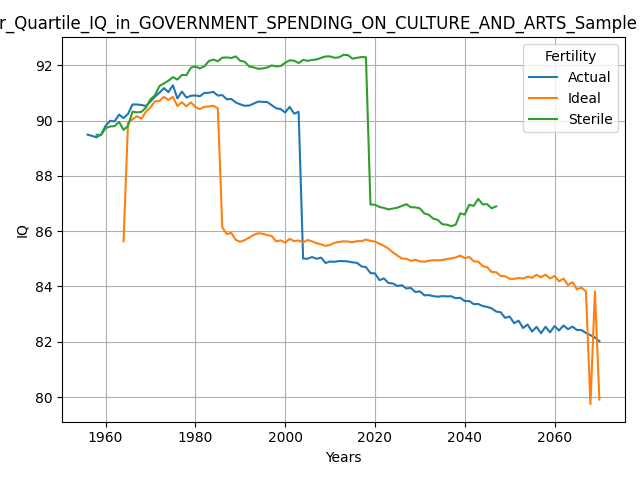 r_Quartile_IQ_in_GOVERNMENT_SPENDING_ON_CULTURE_AND_ARTS_Sample
Fertility
Actual
Ideal
Sterile
92
90
88
86
84
82
80
IQ
1960 1980 2000 2020 2040 2060
Years